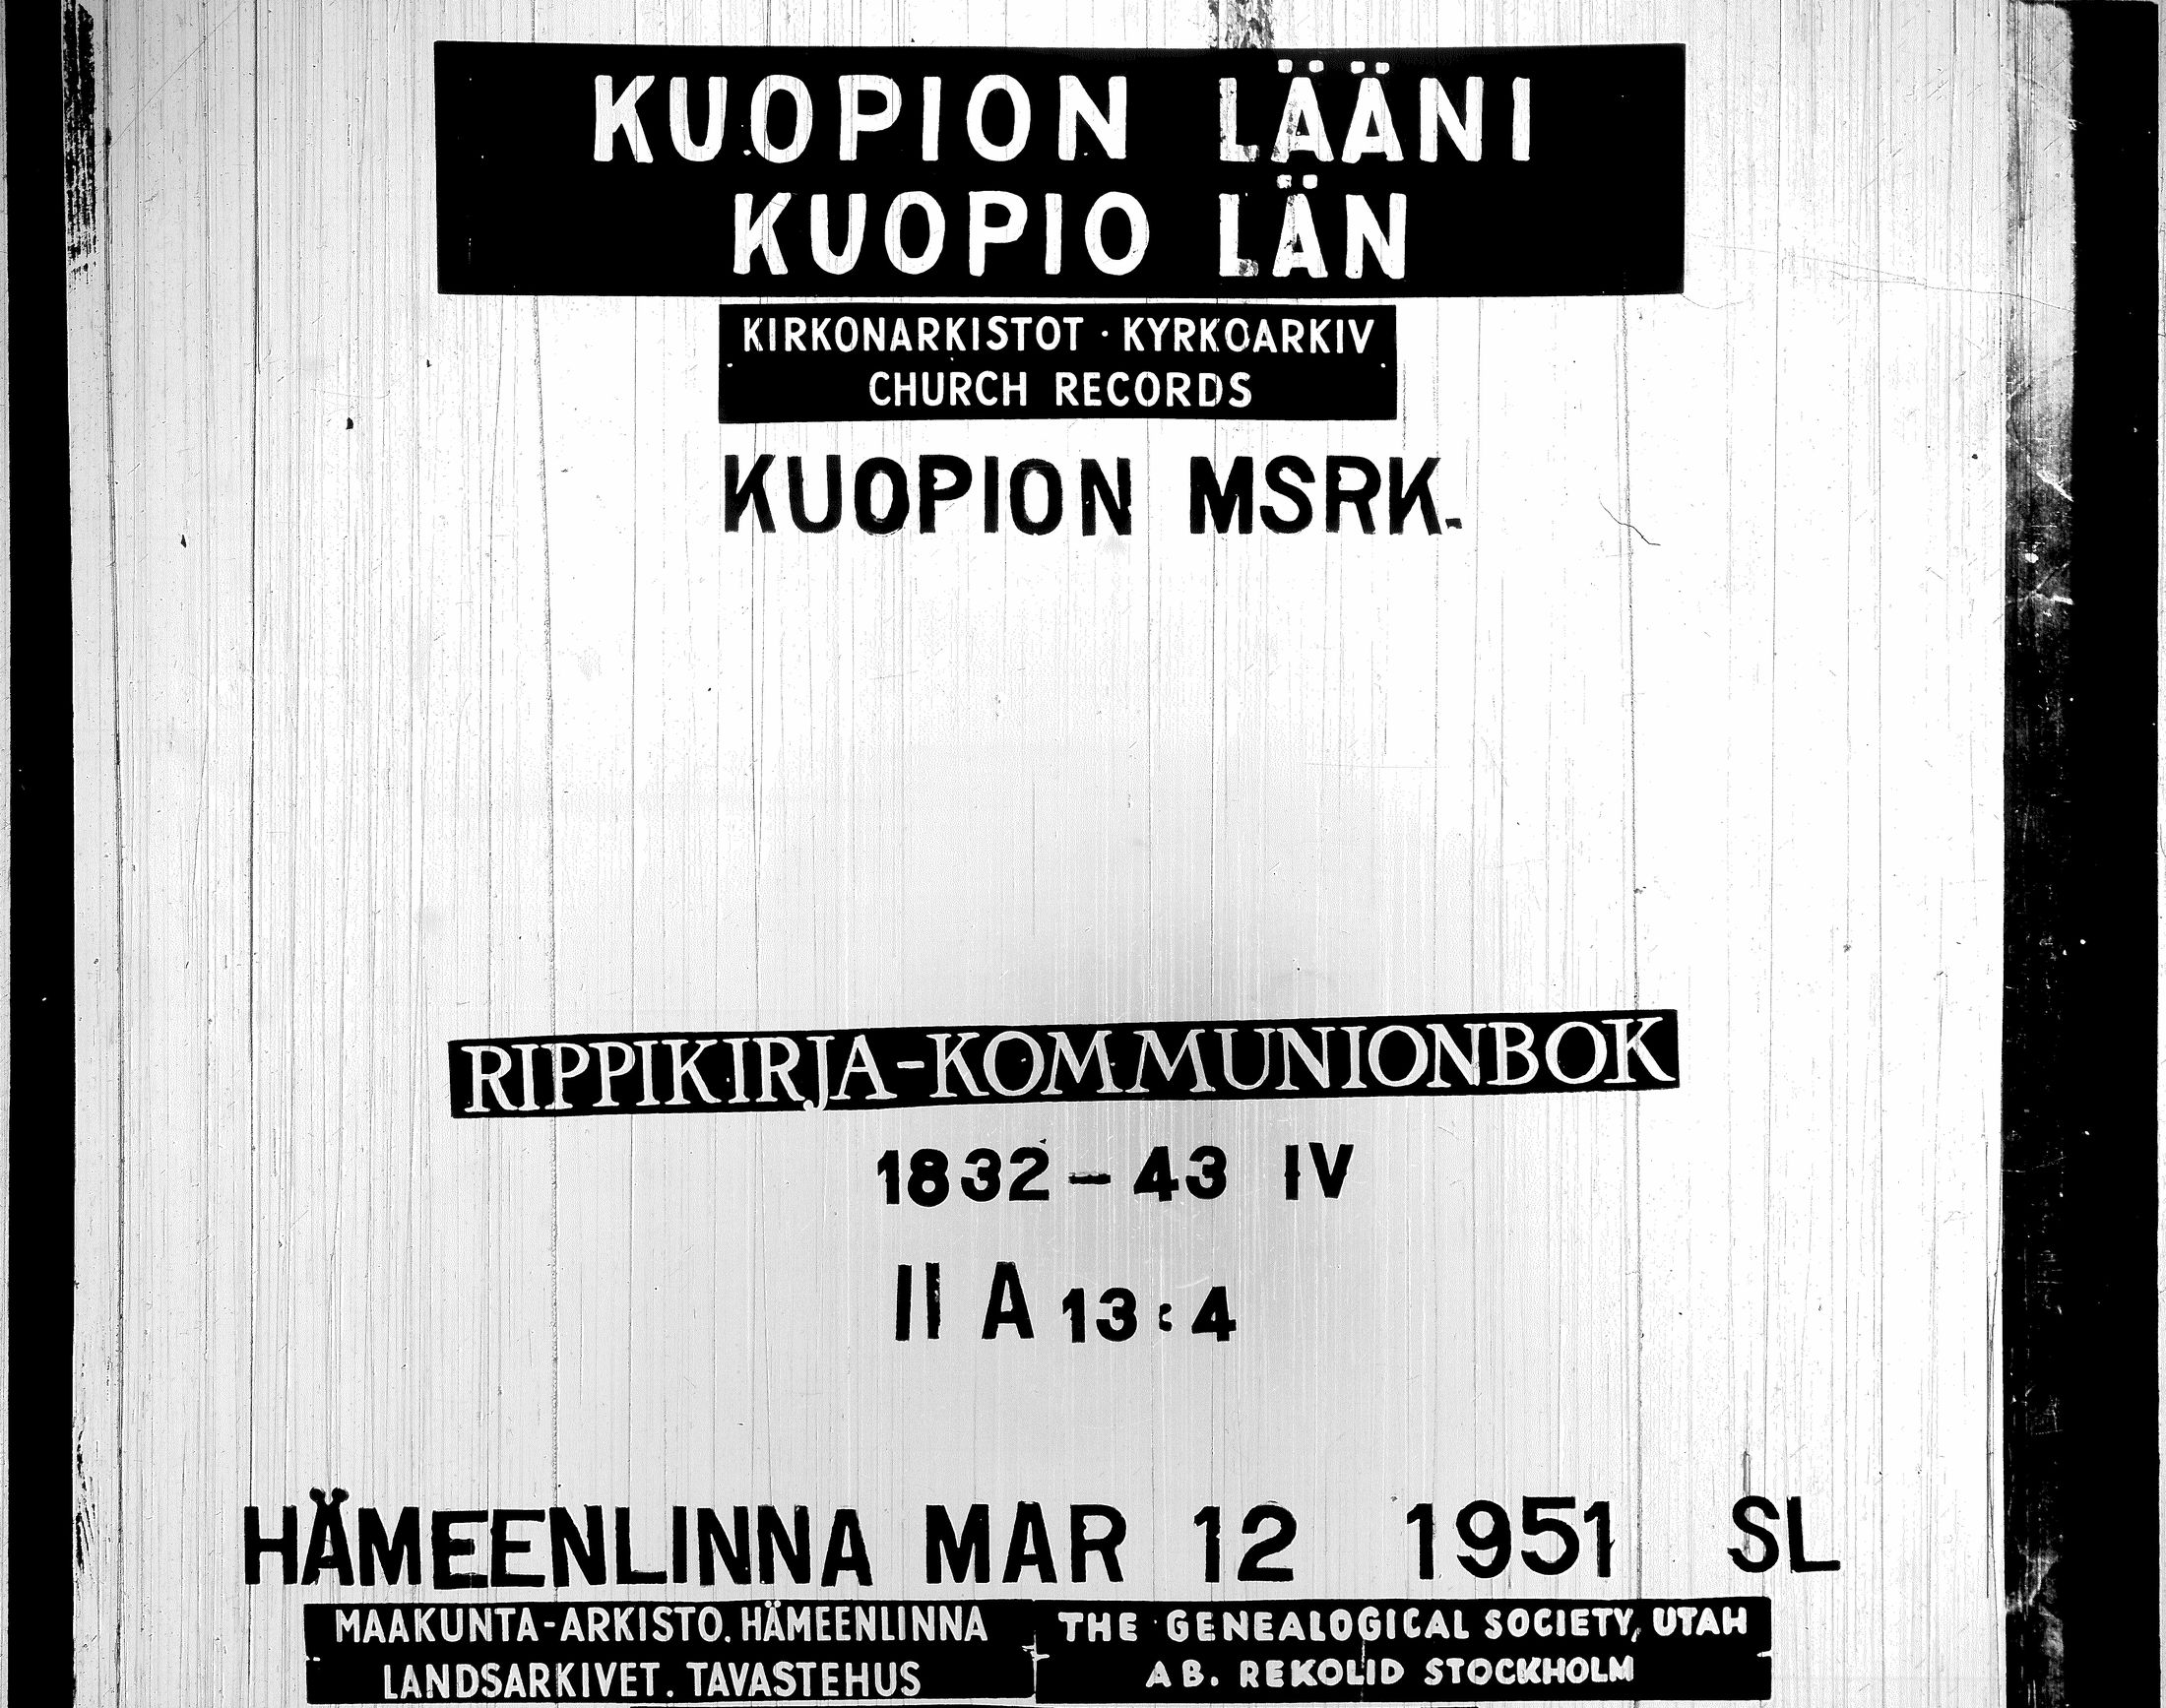 KUOPION LÄÄNI
KUOPIO LÄN
KIRKONARKISTOT · KYRKOARKIV
CHURCH RECORDS
KUOPION MSRK.
RIPPIKIRJA-KOMMUNIONBOK
1832-43 IV
II A 13:4
HÄMEENLINNA MAR 12 1951 SL
MAAKUNTA-ARKISTO. HÄMEENLINNA
LANDSARKIVET. TAVASTEHUS
THE GENEALOGICAL SOCIETY, UTAH
AB. REKOLID STOCKHOLM